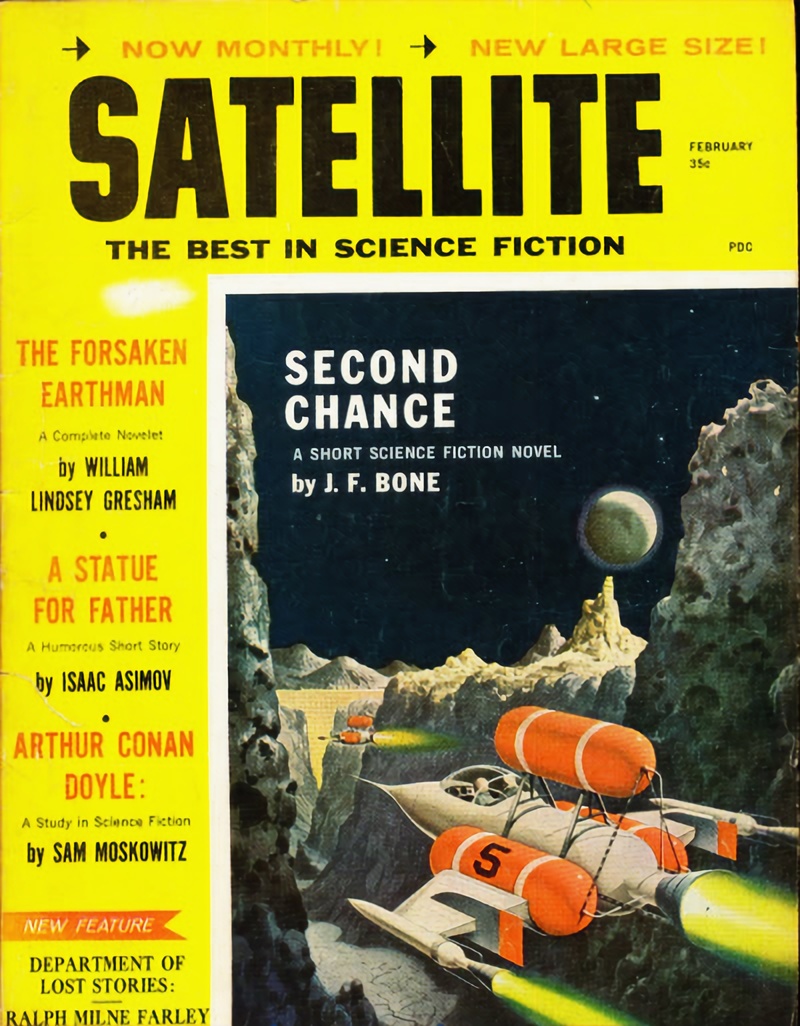 NOW MONTHLY! NEW LARGE SIZE!
SATELLITE
FEBRUARY
35¢
THE BEST IN SCIENCE FICTION
PDC
THE FORSAKEN
EARTHMAN
A Complete Novelet
by WILLIAM
LINDSEY GRESHAM
A STATUE
FOR FATHER
A Humorous Short Story
by ISAAC ASIMOV
ARTHUR CONAN
DOYLE:
A Study in Science Fiction
by SAM MOSKOWITZ
NEW FEATURE
DEPARTMENT OF
LOST STORIES:
RALPH MILNE FARLEY
SECOND
CHANCE
A SHORT SCIENCE FICTION NOVEL
by J. F. BONE
5